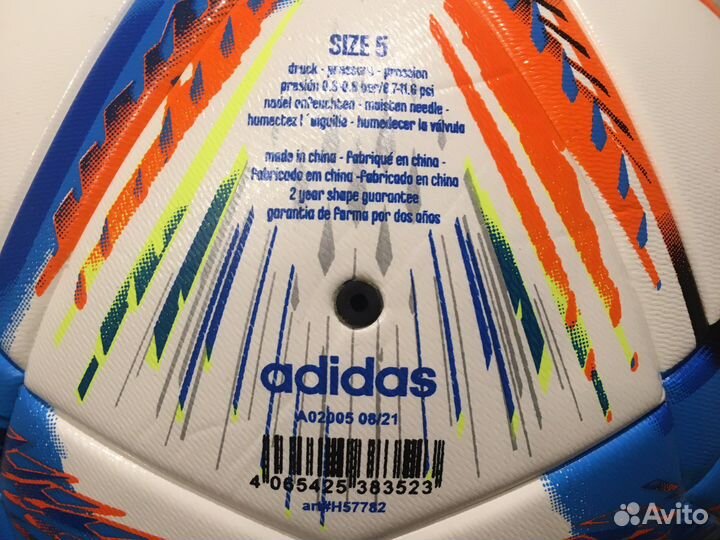 SIZE 5
druck - pressure - pression
presión 0.6-0.8 bar/8.7-11.6 psi
nadel anfeuchten - moisten needle -
humectez l'anguille - humedecer la válvula
made in china - fabriqué en china -
fabricado em china -fabricado en china
2 year shape guarantee
garantia de forma por dos años
adidas
A02005 08/21
4 065425 383523
art#H57782
Avito